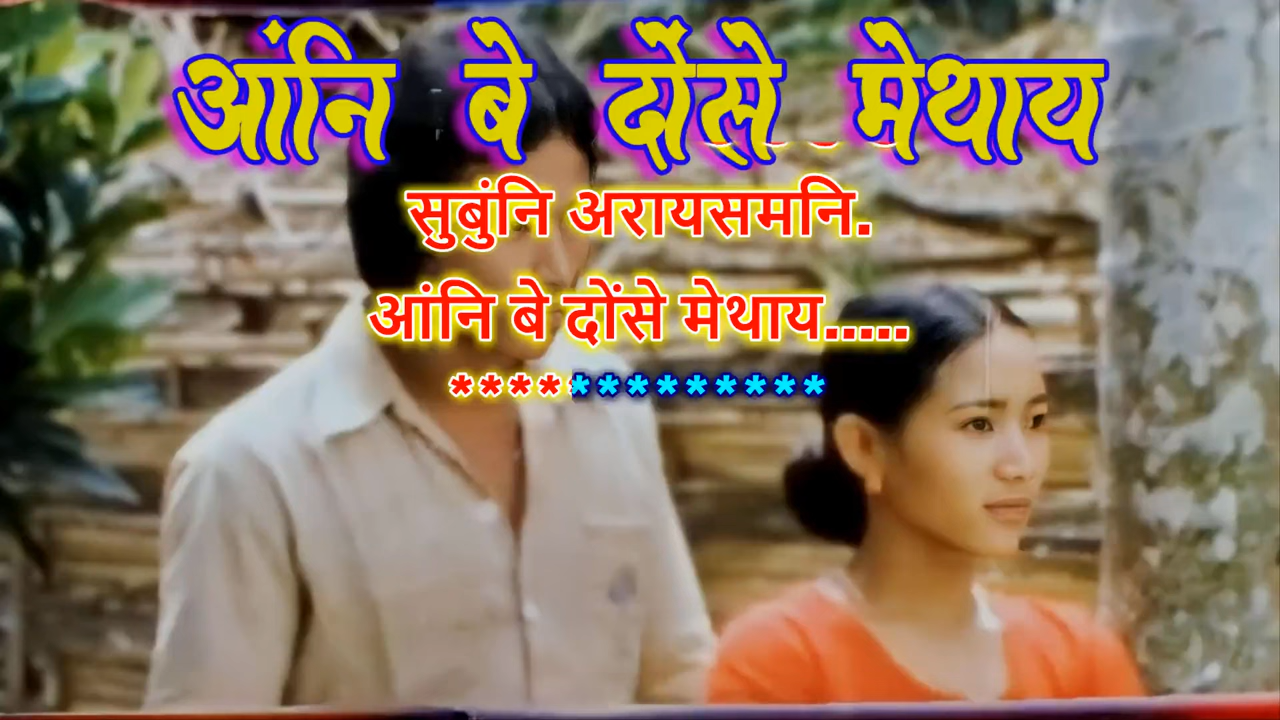 आंनि बे दोंसे मेथाय
सुबुंनि अरायसमनि.
आंनि बे दोंसे मेथाय.....
*************